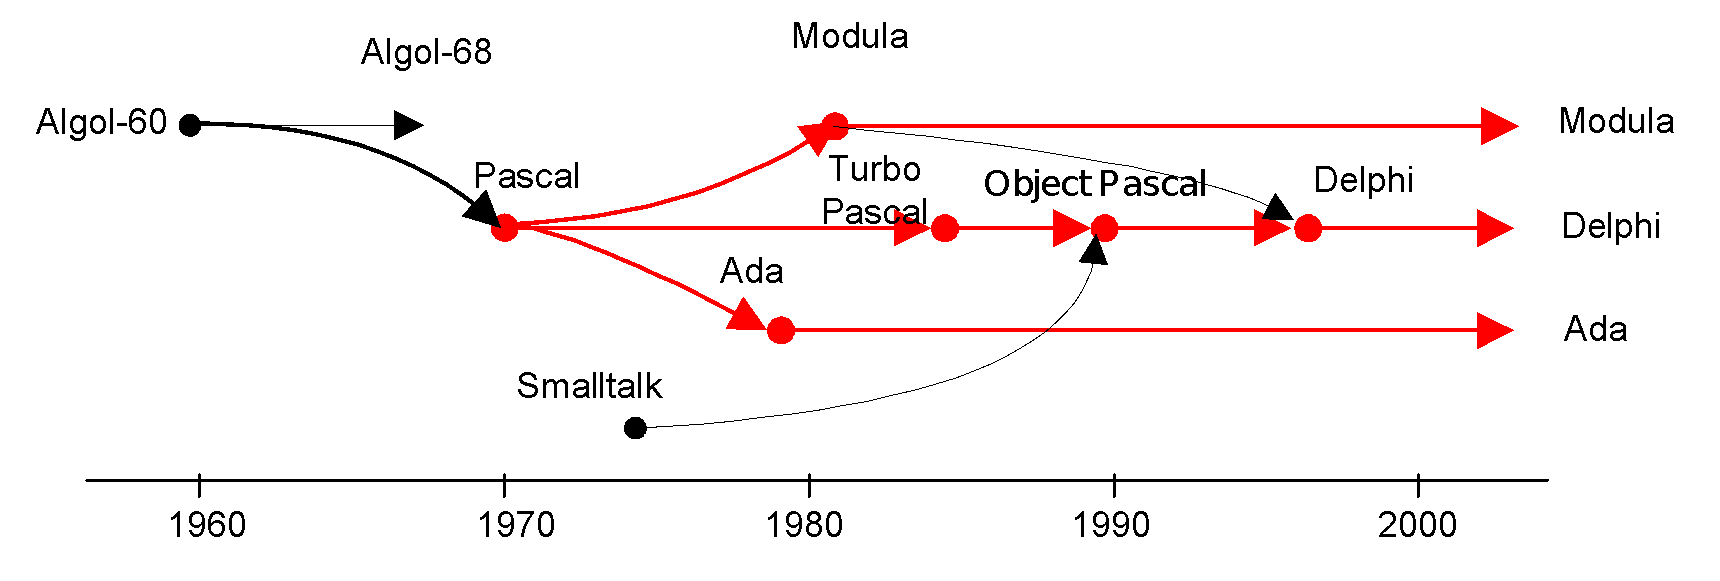 Modula
Algol-68
Algol-60
Modula
Pascal
Turbo
Pascal
Object Pascal
Delphi
Delphi
Ada
Ada
Smalltalk
1960
1970
1980
1990
2000